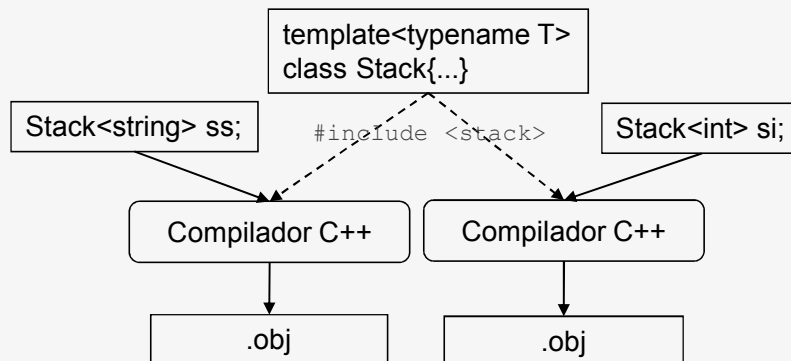 template<typename T>
class Stack{...}
Stack<string> ss;
#include <stack>
Stack<int> si;
Compilador C++
Compilador C++
.obj
.obj